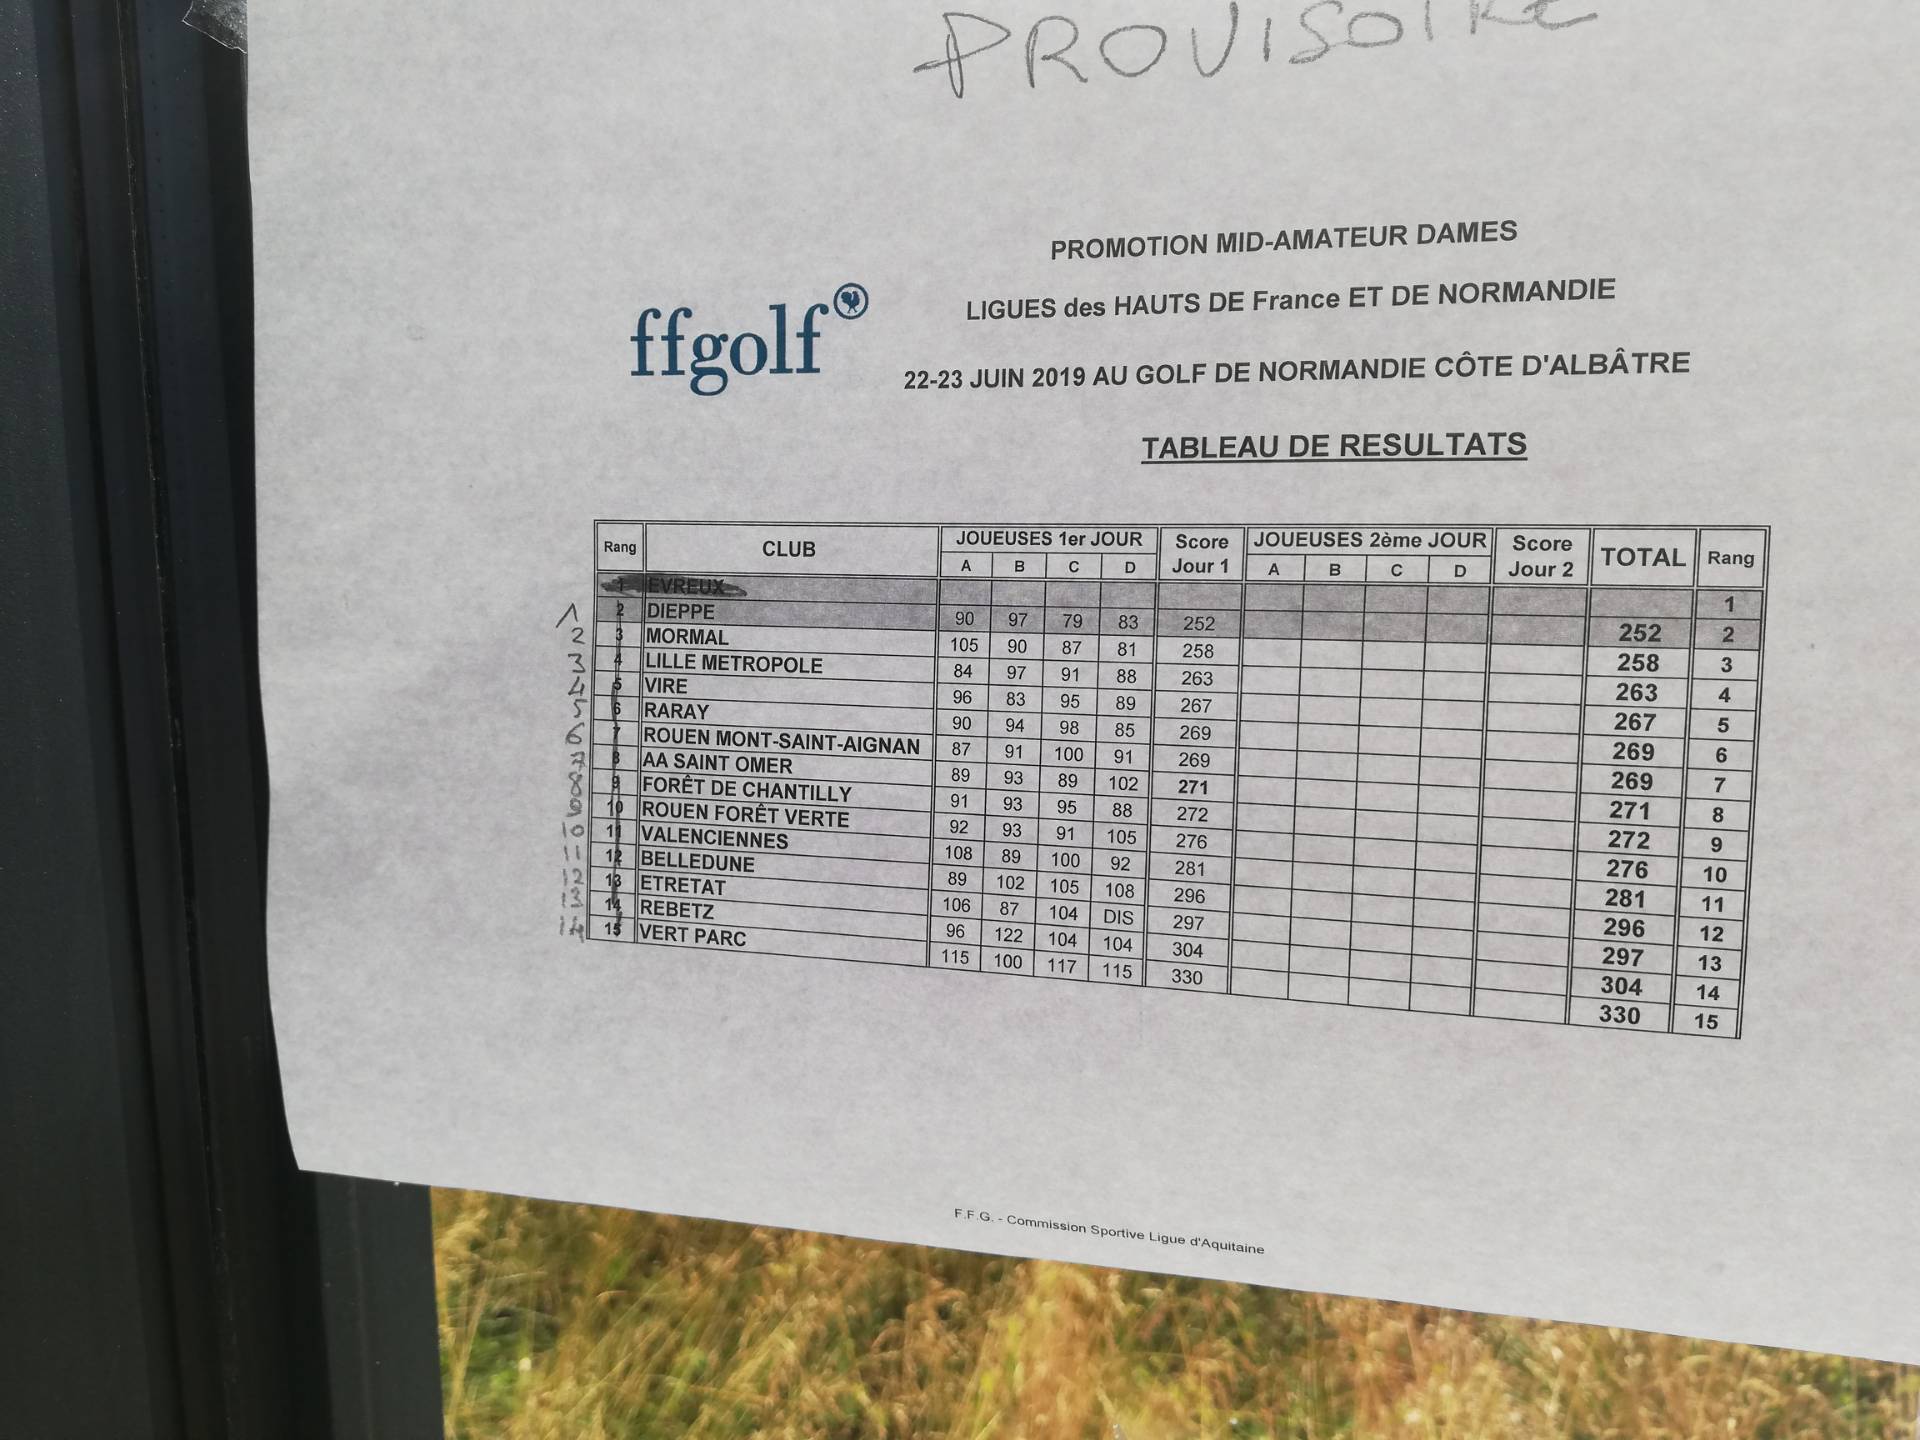 PROVISOIRE
PROMOTION MID-AMATEUR DAMES
LIGUES des HAUTS DE France ET DE NORMANDIE
ffgolf
22-23 JUIN 2019 AU GOLF DE NORMANDIE CÔTE D'ALBÂTRE
TABLEAU DE RESULTATS
Rang CLUB JOUEUSES 1er JOUR Score Jour 1 JOUEUSES 2ème JOUR Score Jour 2 TOTAL Rang
A B C D A B C D
1 EVREUX 1
1 2 DIEPPE 90 97 79 83 252 252 2
2 3 MORMAL 105 90 87 81 258 258 3
3 4 LILLE METROPOLE 84 97 91 88 263 263 4
4 5 VIRE 96 83 95 89 267 267 5
5 6 RARAY 90 94 98 85 269 269 6
6 7 ROUEN MONT-SAINT-AIGNAN 87 91 100 91 269 269 7
7 8 AA SAINT OMER 89 93 89 102 271 271 8
8 9 FORÊT DE CHANTILLY 91 93 95 88 272 272 9
10 ROUEN FORÊT VERTE 92 93 91 105 276 276 10
10 11 VALENCIENNES 108 89 100 92 281 281 11
11 12 BELLEDUNE 89 102 105 108 296 296 12
12 13 ETRETAT 106 87 104 DIS 297 297 13
13 14 REBETZ 96 122 104 104 304 304 14
14 15 VERT PARC 115 100 117 115 330 330 15
F.F.G. - Commission Sportive Ligue d'Aquitaine